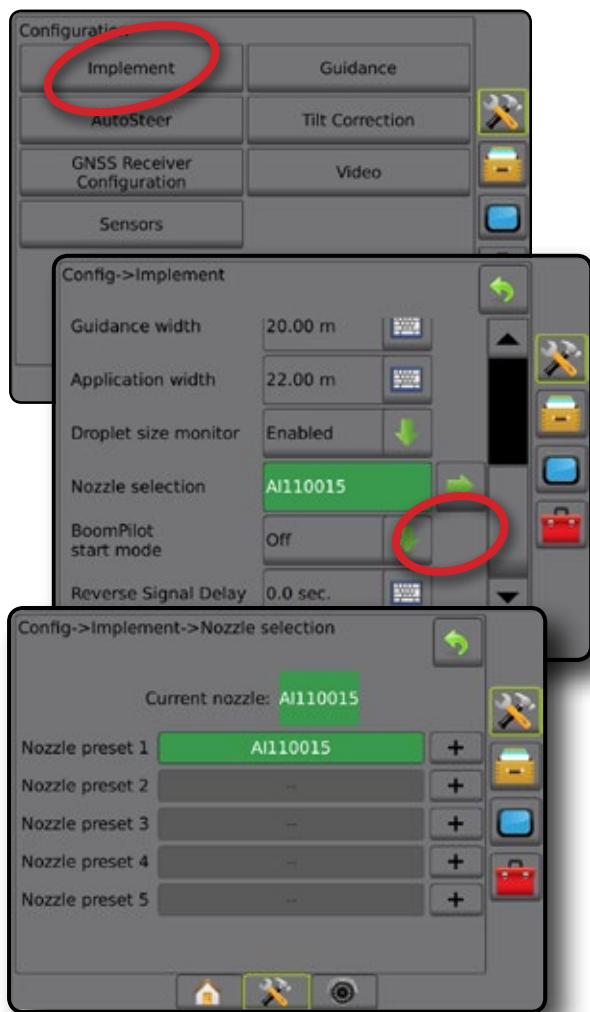 Configuration
Implement
Guidance
AutoSteer
Tilt Correction
GNSS Receiver
Configuration
Video
Sensors
Config->Implement
Guidance width 20.00 m
Application width 22.00 m
Droplet size monitor Enabled
Nozzle selection AI110015
BoomPilot
start mode
Off
Reverse Signal Delay 0.0 sec.
Config->Implement->Nozzle selection
Current nozzle: AI110015
Nozzle preset 1 AI110015 +
Nozzle preset 2 -- +
Nozzle preset 3 -- +
Nozzle preset 4 -- +
Nozzle preset 5 -- +